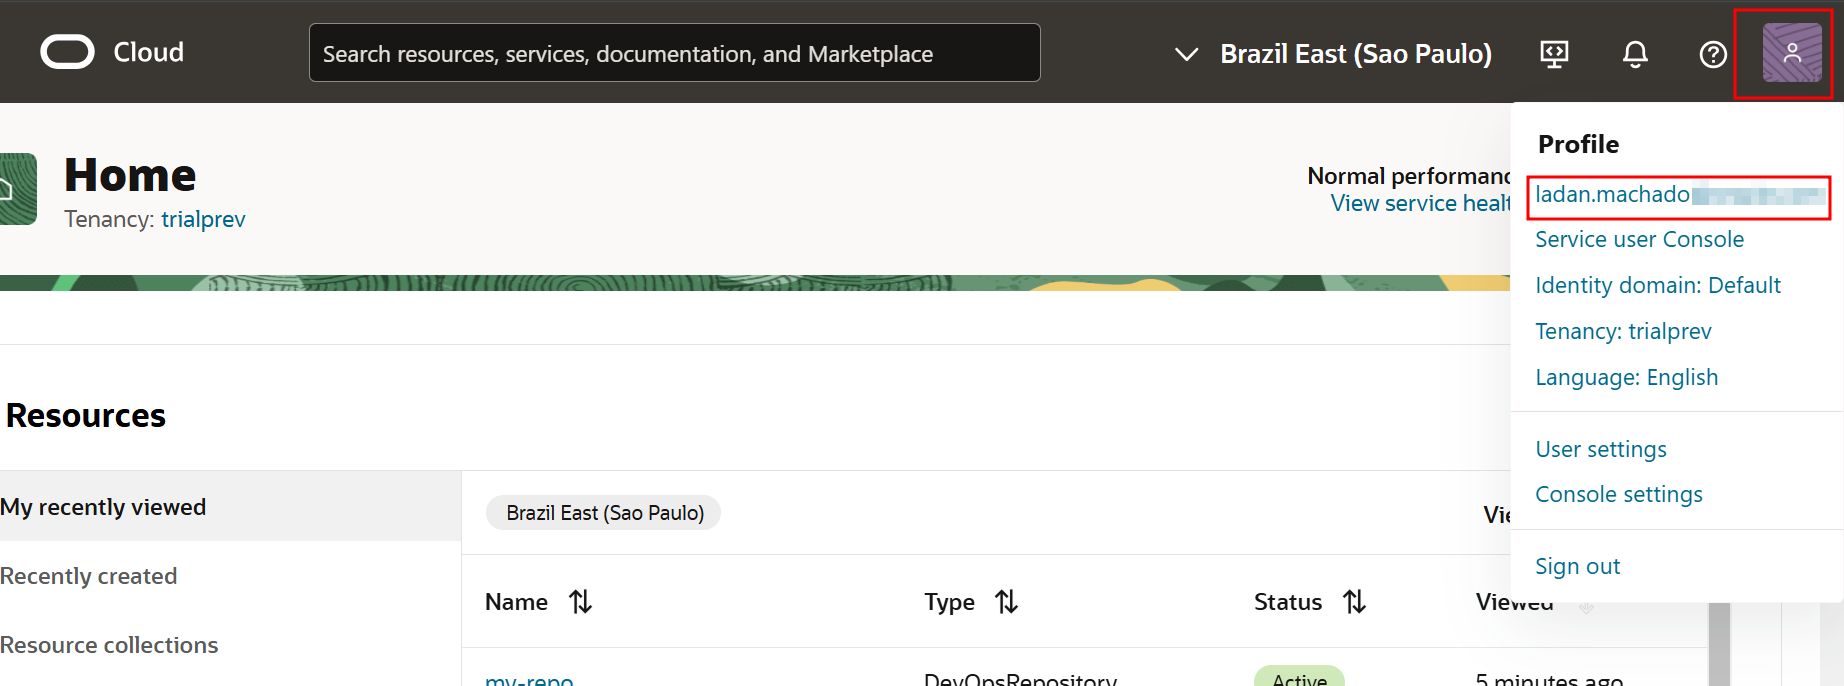 Cloud
Search resources, services, documentation, and Marketplace
Brazil East (Sao Paulo)
Home
Tenancy: trialprev
Normal performanc
View service healt
Profile
ladan.machado
Service user Console
Identity domain: Default
Tenancy: trialprev
Language: English
User settings
Console settings
Sign out
Resources
My recently viewed
Recently created
Resource collections
Brazil East (Sao Paulo)
Vie
Name
Type
Status
Viewed
my-repo
DevOpsRepository
Active
5 minutes ago